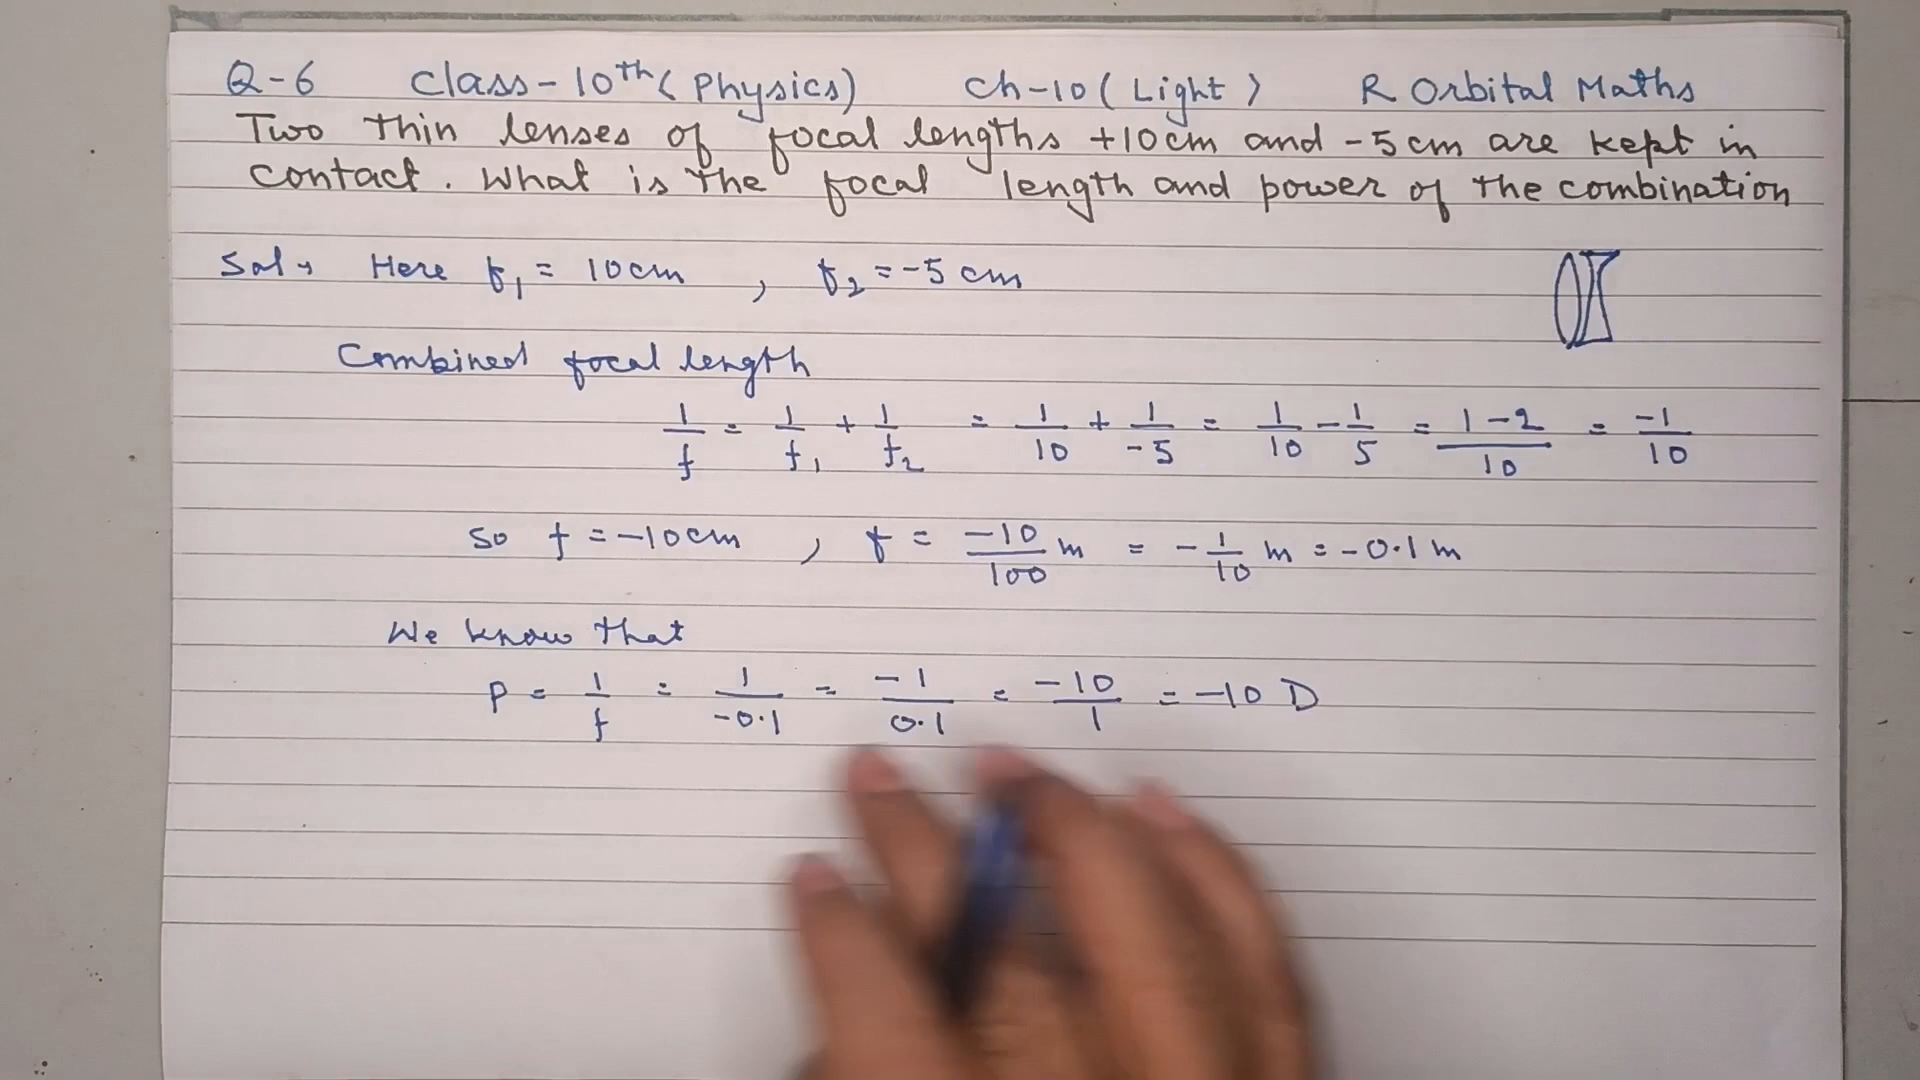 Q-6 Class-10th (Physics) Ch-10 (Light) R Orbital Maths
Two thin lenses of focal lengths +10cm and -5cm are kept in
contact. What is the focal length and power of the combination
Sol→ Here f₁ = 10cm , f₂ = -5 cm
Combined focal length
1/f = 1/f₁ + 1/f₂ = 1/10 + 1/-5 = 1/10 - 1/5 = 1-2/10 = -1/10
So f = -10cm , f = -10/100 m = -1/10 m = -0.1 m
We know that
P = 1/f = 1/-0.1 = -1/0.1 = -10/1 = -10 D